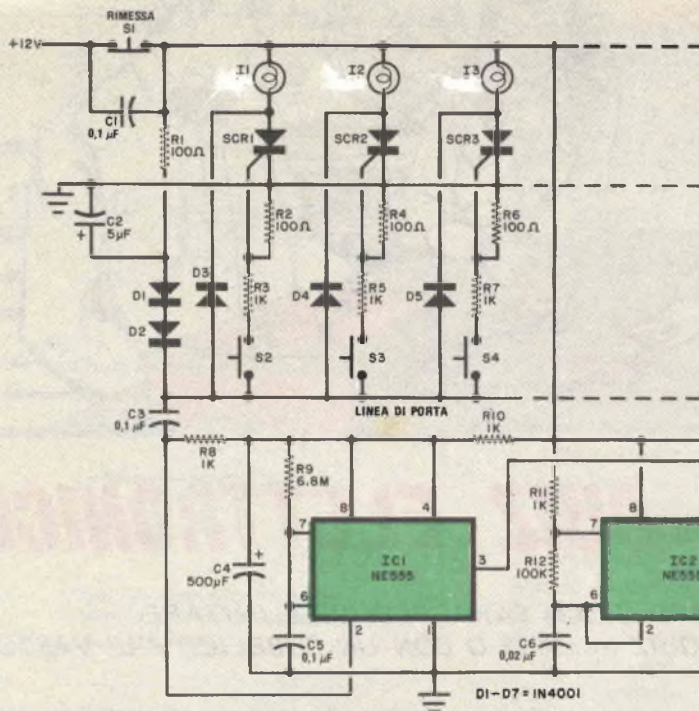 RIMESSA
S1
+12V
I1
I2
I3
C1
0,1 µF
R1
100Ω
SCR1
SCR2
SCR3
C2
5µF
+
R2
100Ω
R4
100Ω
R6
100Ω
D1
D2
D3
R3
1K
D4
R5
1K
D5
R7
1K
S2
S3
S4
LINEA DI PORTA
C3
0,1 µF
R8
1K
R10
1K
R9
6.8M
R11
1K
8
4
8
7
IC1
NE555
3
7
IC2
NE555
R12
100K
C4
500µF
+
6
6
C5
0,1 µF
2
1
C6
0,02 µF
2
D1-D7 = 1N4001